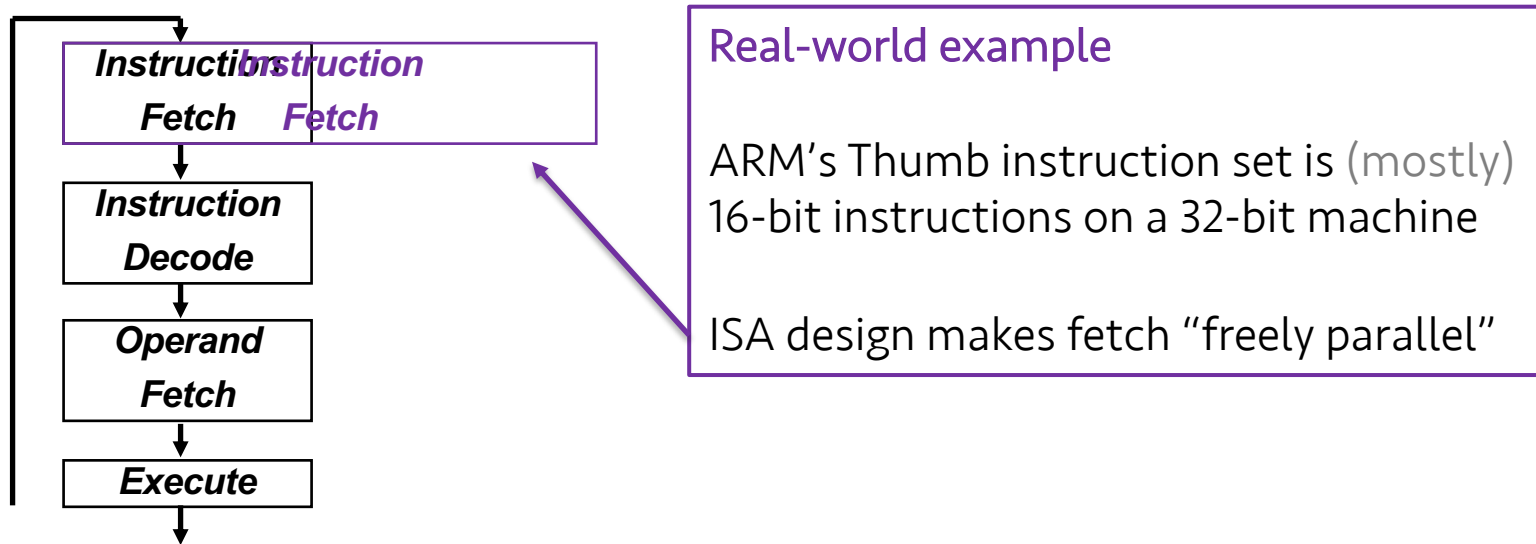 Instruction
Fetch
Instruction
Fetch
Instruction
Decode
Operand
Fetch
Execute
Real-world example
ARM’s Thumb instruction set is (mostly)
16-bit instructions on a 32-bit machine
ISA design makes fetch “freely parallel”